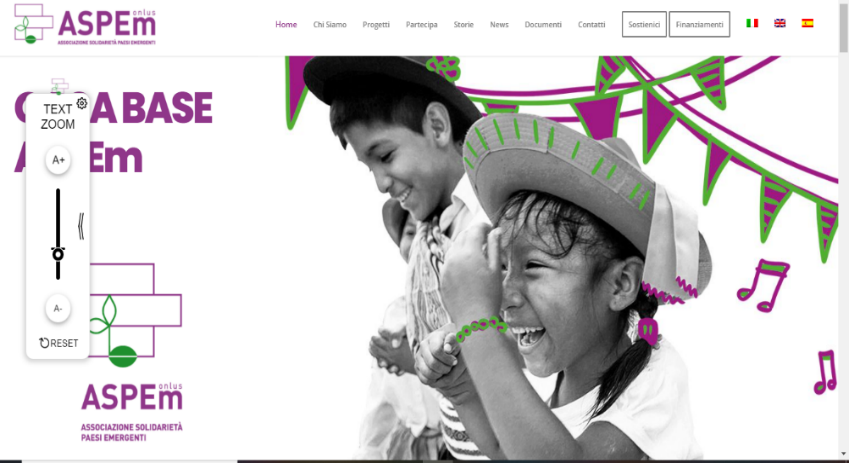 ASPEm onlus
ASSOCIAZIONE SOLIDARIETÀ PAESI EMERGENTI
Home Chi Siamo Progetti Partecipa Storie News Documenti Contatti Sostienici Finanziamenti
A BASE
Em
TEXT
ZOOM
A+
A-
RESET
ASPEm onlus
ASSOCIAZIONE SOLIDARIETÀ
PAESI EMERGENTI